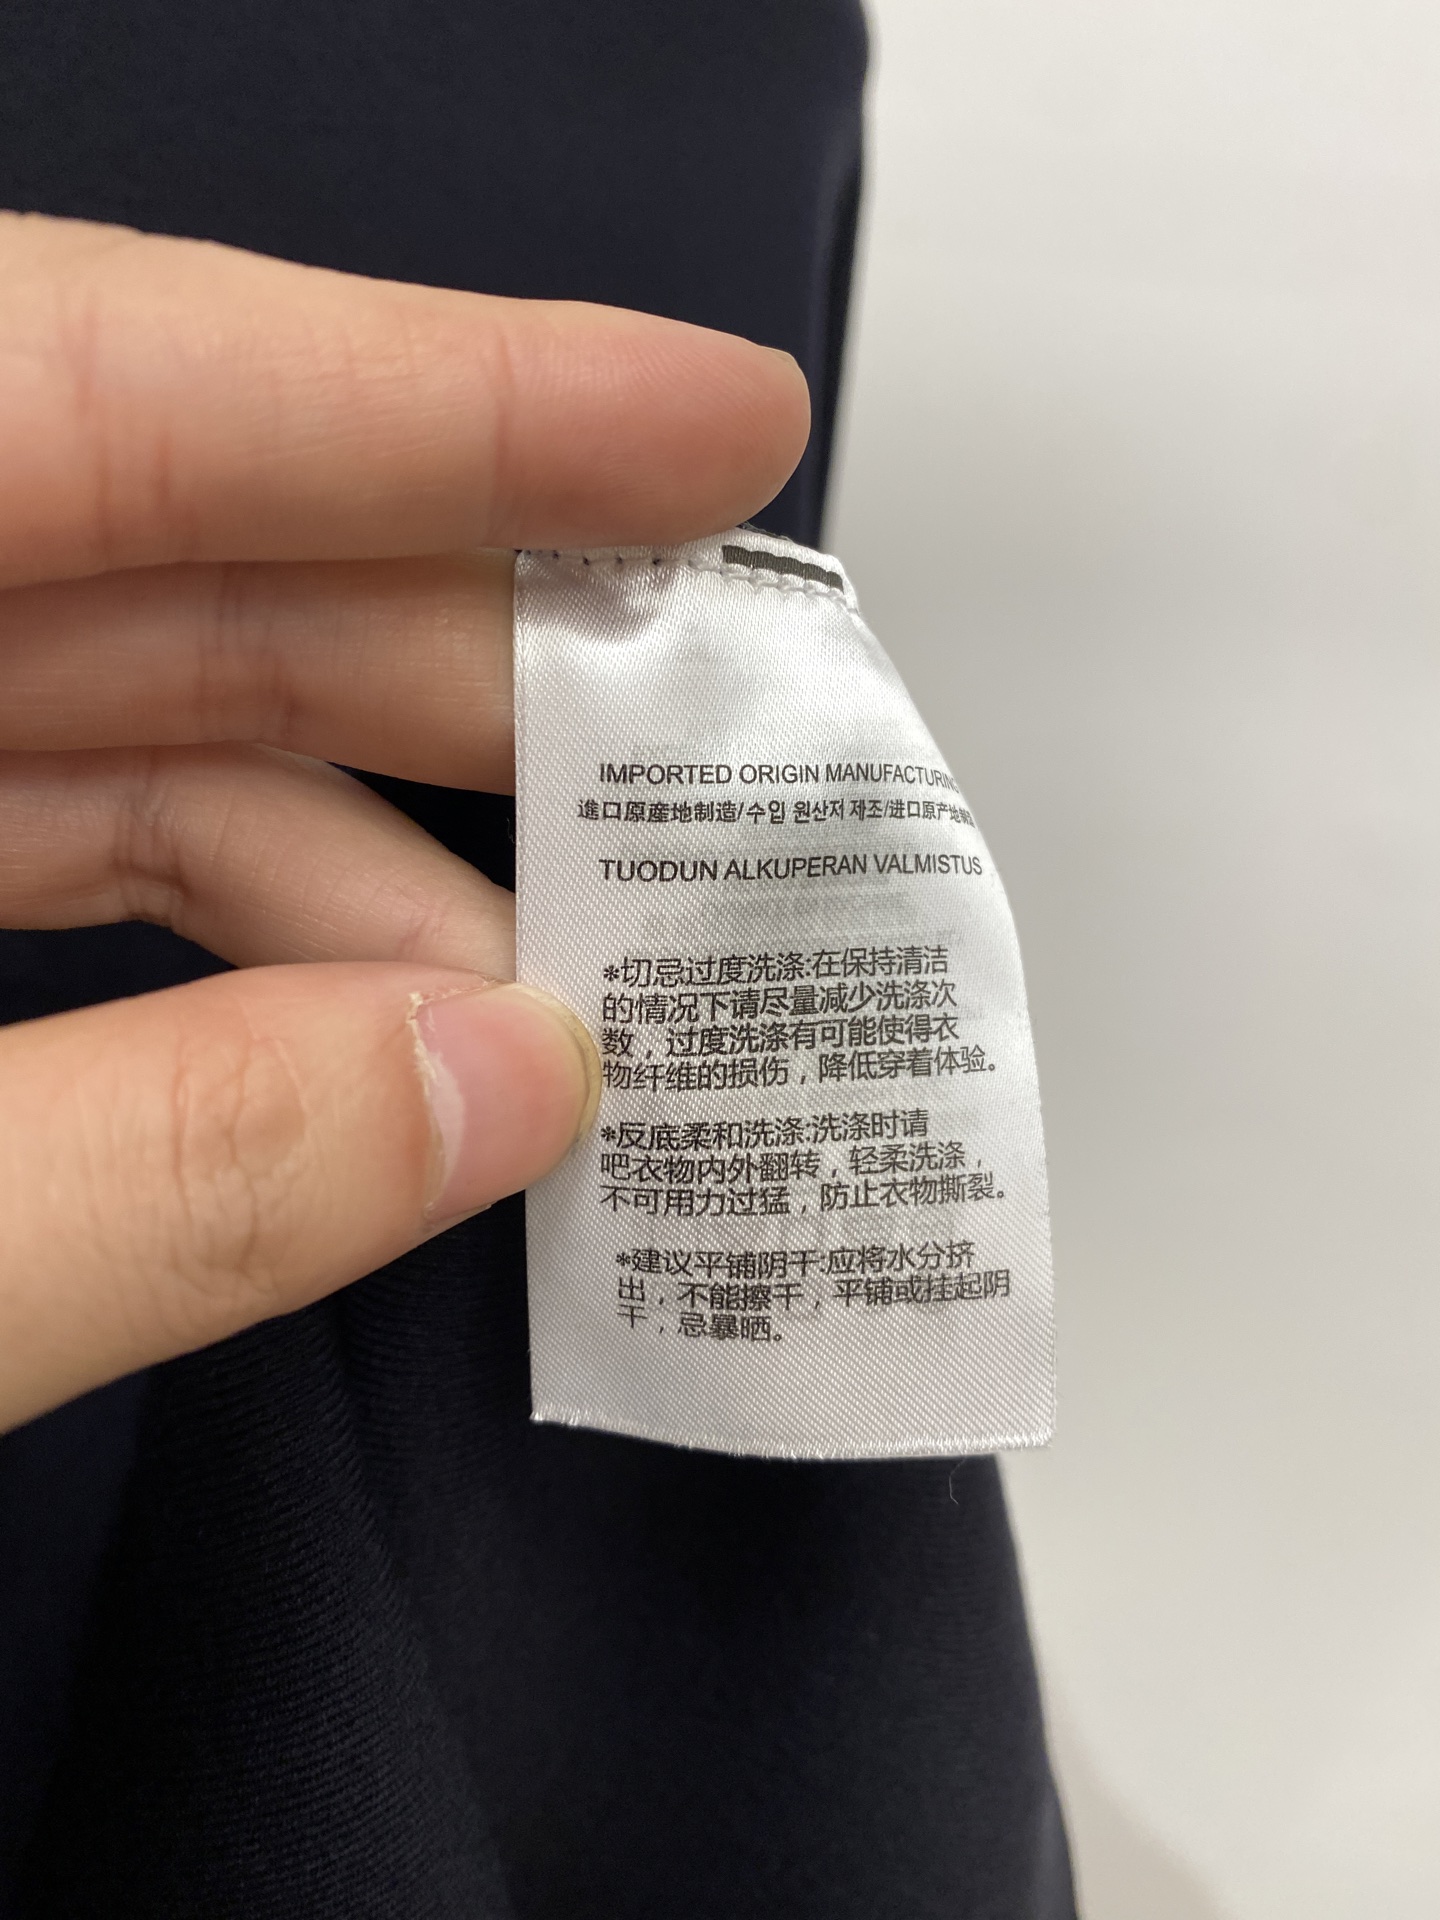 IMPORTED ORIGIN MANUFACTURING
進口原産地制造/수입 원산지 제조/进口原产地制造
TUODUN ALKUPERAN VALMISTUS
*切忌过度洗涤:在保持清洁
的情况下请尽量减少洗涤次
数，过度洗涤有可能使得衣
物纤维的损伤，降低穿着体验。
*反底柔和洗涤:洗涤时请
吧衣物内外翻转，轻柔洗涤，
不可用力过猛，防止衣物撕裂。
*建议平铺阴干:应将水分挤
出，不能擦干，平铺或挂起阴
干，忌暴晒。